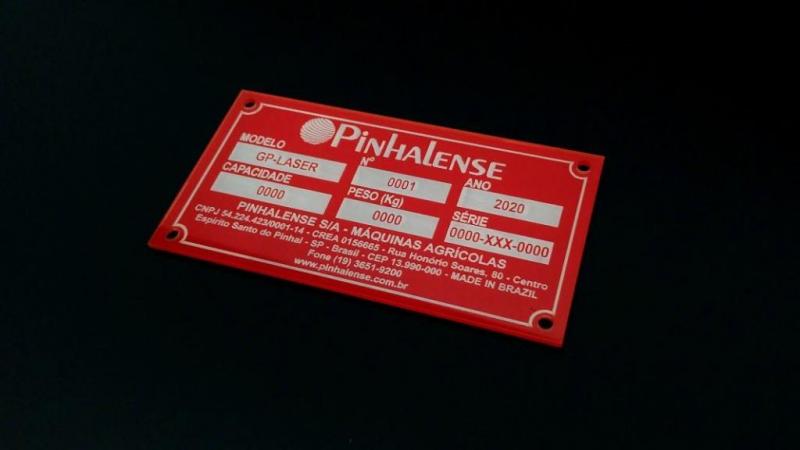 PINHALENSE
MODELO Nº ANO
GP-LASER 0001 2020
CAPACIDADE PESO (Kg) SÉRIE
0000 0000 0000-XXX-0000
PINHALENSE S/A - MÁQUINAS AGRÍCOLAS
CNPJ 54.224.423/0001-14 - CREA 0156665 - Rua Honório Soares, 80 - Centro
Espírito Santo do Pinhal - SP - Brasil - CEP 13.990-000 - MADE IN BRAZIL
Fone (19) 3651-9200
www.pinhalense.com.br